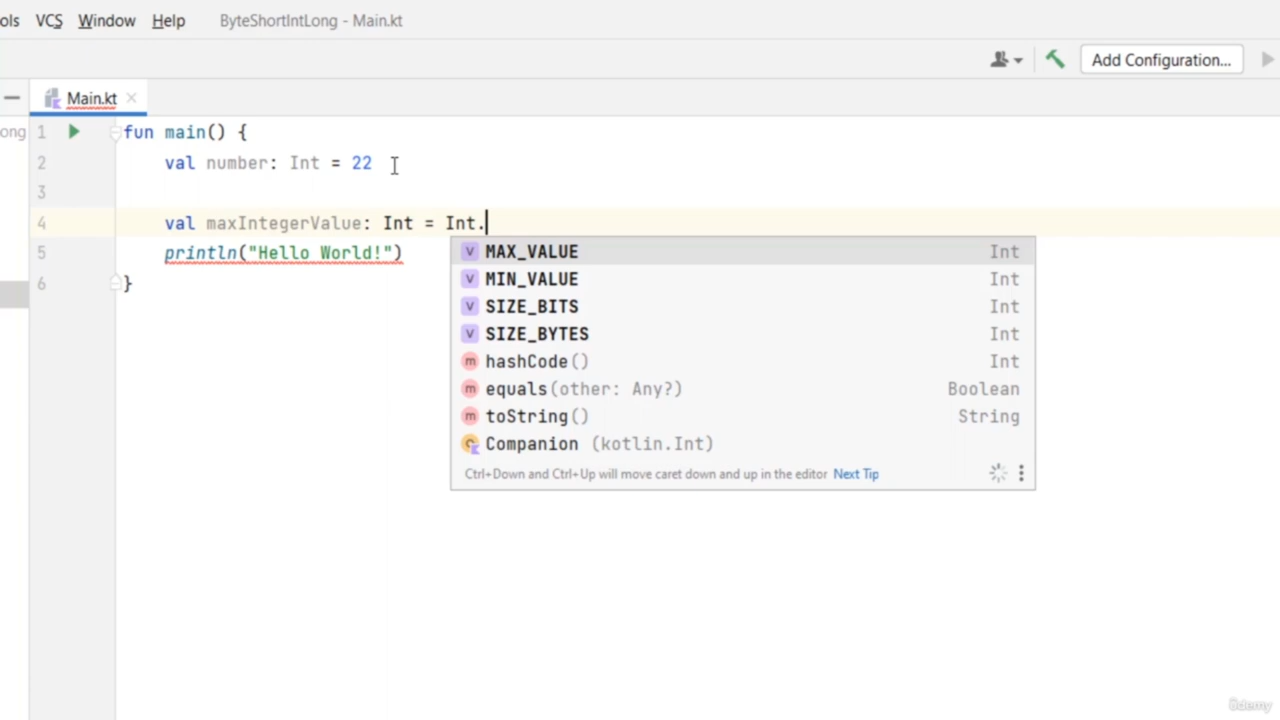 ols VCS Window Help ByteShortIntLong - Main.kt
Add Configuration...
Main.kt
ong 1 fun main() {
2 val number: Int = 22
3
4 val maxIntegerValue: Int = Int.
5 println("Hello World!")
6 }
MAX_VALUE Int
MIN_VALUE Int
SIZE_BITS Int
SIZE_BYTES Int
hashCode() Int
equals(other: Any?) Boolean
toString() String
Companion (kotlin.Int)
Ctrl+Down and Ctrl+Up will move caret down and up in the editor Next Tip
ûdemy